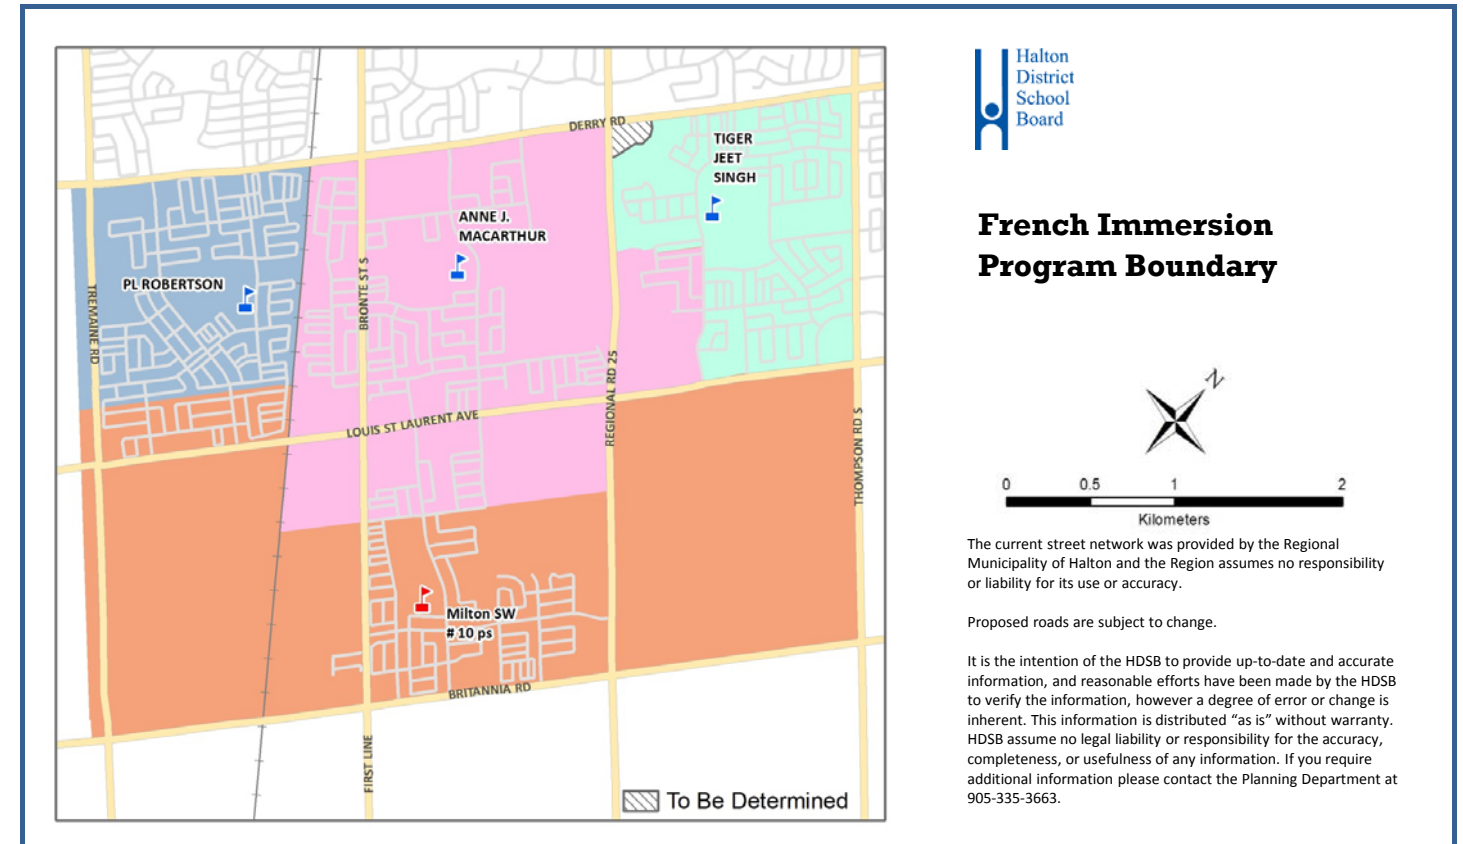 Halton
District
School
Board
French Immersion
Program Boundary
DERRY RD
TIGER
JEET
SINGH
ANNE J.
MACARTHUR
PL ROBERTSON
TREMAINE RD
BRONTE ST S
REGIONAL RD 25
LOUIS ST LAURENT AVE
THOMPSON RD S
Milton SW
# 10 ps
BRITANNIA RD
FIRST LINE
To Be Determined
N
0 0.5 1 2
Kilometers
The current street network was provided by the Regional
Municipality of Halton and the Region assumes no responsibility
or liability for its use or accuracy.
Proposed roads are subject to change.
It is the intention of the HDSB to provide up-to-date and accurate
information, and reasonable efforts have been made by the HDSB
to verify the information, however a degree of error or change is
inherent. This information is distributed “as is” without warranty.
HDSB assume no legal liability or responsibility for the accuracy,
completeness, or usefulness of any information. If you require
additional information please contact the Planning Department at
905-335-3663.